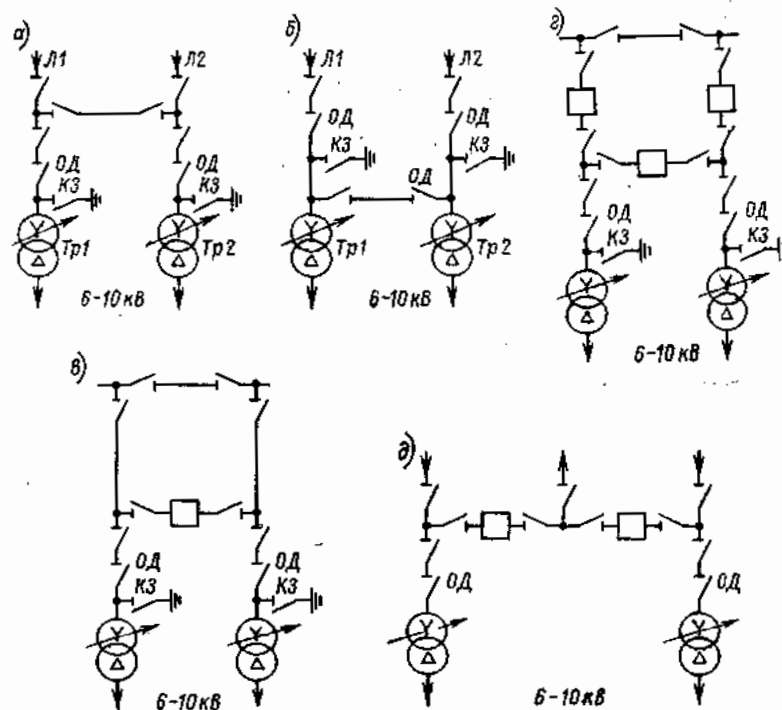 а)
Л1
Л2
ОД
КЗ
ОД
КЗ
Тр1
Тр2
6-10 кВ
б)
Л1
Л2
ОД
КЗ
ОД
КЗ
ОД
Тр1
Тр2
6-10 кВ
г)
ОД
КЗ
ОД
КЗ
6-10 кВ
в)
ОД
КЗ
ОД
КЗ
6-10 кВ
д)
ОД
ОД
6-10 кВ